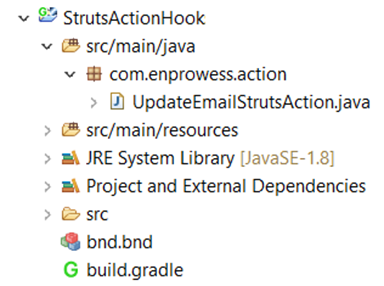 StrutsActionHook
src/main/java
com.enprowess.action
UpdateEmailStrutsAction.java
src/main/resources
JRE System Library [JavaSE-1.8]
Project and External Dependencies
src
bnd.bnd
build.gradle